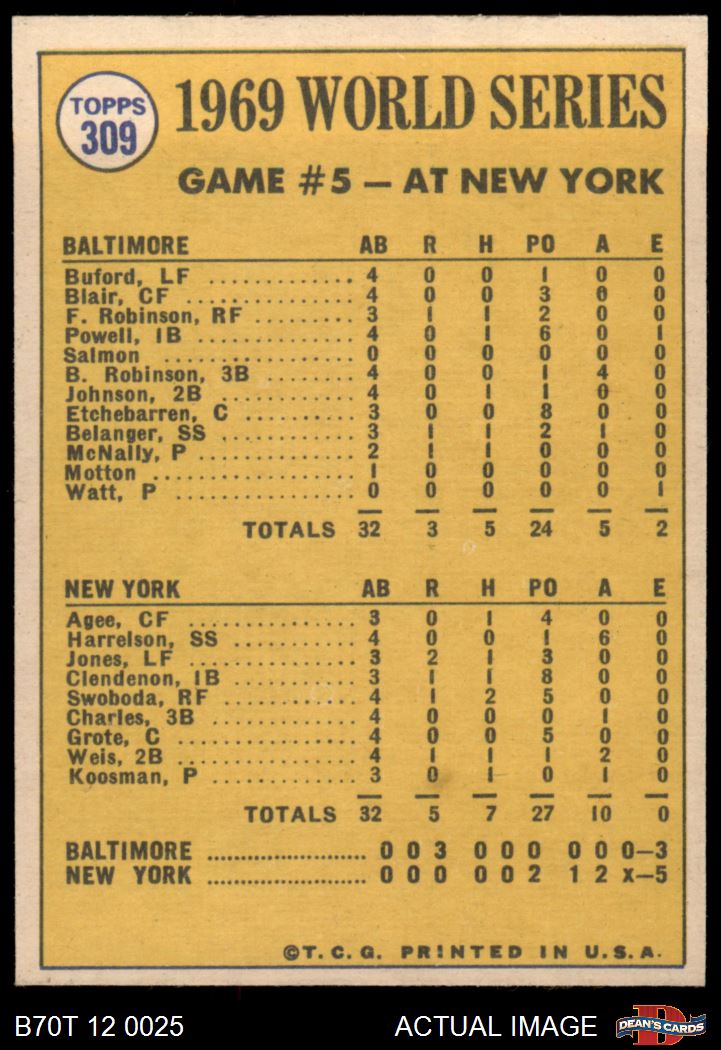 TOPPS
309
1969 WORLD SERIES
GAME #5 — AT NEW YORK
BALTIMORE AB R H PO A E
Buford, LF .............. 4 0 0 1 0 0
Blair, CF ................ 4 0 0 3 0 0
F. Robinson, RF ......... 3 1 1 2 0 0
Powell, 1B ............... 4 0 1 6 0 1
Salmon .................. 0 0 0 0 0 0
B. Robinson, 3B ......... 4 0 0 1 4 0
Johnson, 2B ............. 4 0 1 1 0 0
Etchebarren, C .......... 3 0 0 8 0 0
Belanger, SS ............ 3 1 1 2 1 0
McNally, P .............. 2 1 1 0 0 0
Motton .................. 1 0 0 0 0 0
Watt, P ................. 0 0 0 0 0 1
TOTALS 32 3 5 24 5 2
NEW YORK AB R H PO A E
Agee, CF ................ 3 0 1 4 0 0
Harrelson, SS ........... 4 0 0 1 6 0
Jones, LF ............... 3 2 1 3 0 0
Clendenon, 1B ........... 3 1 1 8 0 0
Swoboda, RF ............ 4 1 2 5 0 0
Charles, 3B ............. 4 0 0 0 1 0
Grote, C ................ 4 0 0 5 0 0
Weis, 2B ................ 4 1 1 1 2 0
Koosman, P ............. 3 0 1 0 1 0
TOTALS 32 5 7 27 10 0
BALTIMORE ........................ 0 0 3 0 0 0 0 0 0—3
NEW YORK ........................ 0 0 0 0 0 2 1 2 x—5
©T.C.G. PRINTED IN U.S.A.
B70T 12 0025 ACTUAL IMAGE D DEAN'S CARDS